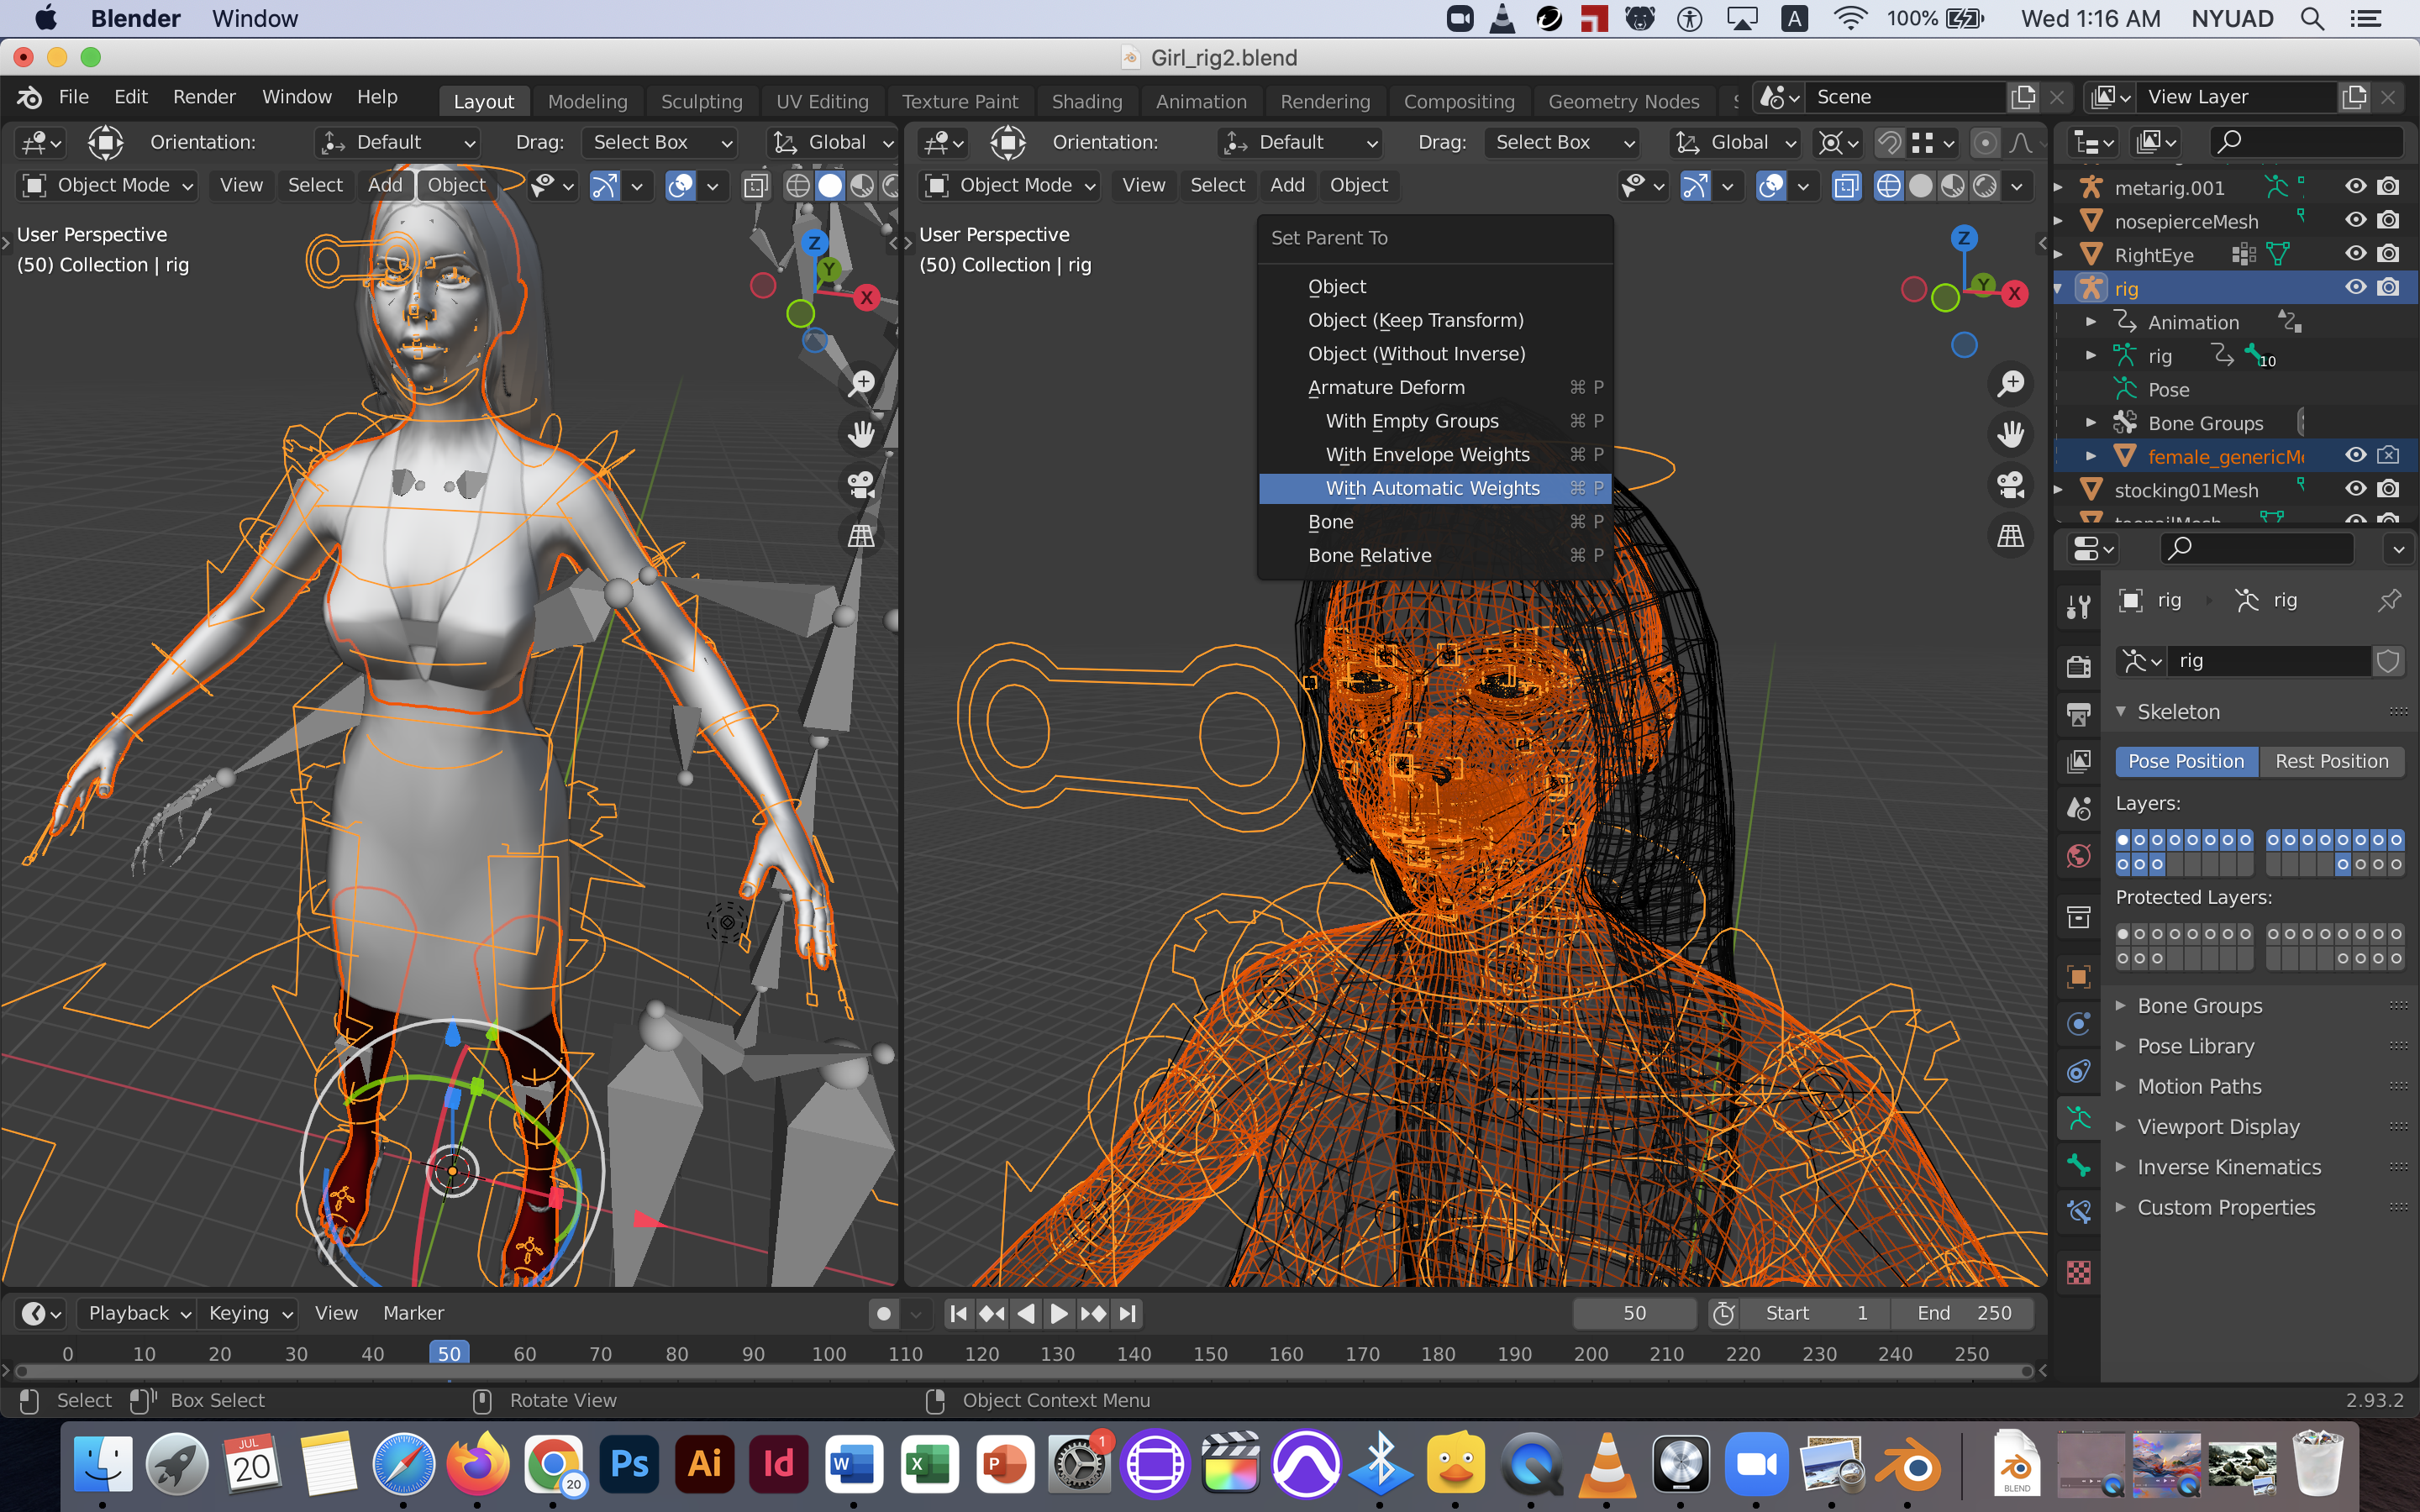 Blender Window 100% Wed 1:16 AM NYUAD
Girl_rig2.blend
File Edit Render Window Help Layout Modeling Sculpting UV Editing Texture Paint Shading Animation Rendering Compositing Geometry Nodes Scene View Layer
Orientation: Default Drag: Select Box Global
Object Mode View Select Add Object
User Perspective
(50) Collection | rig
Z
Y
X
Orientation: Default Drag: Select Box Global
Object Mode View Select Add Object
User Perspective
(50) Collection | rig
Z
Y
X
Set Parent To
Object
Object (Keep Transform)
Object (Without Inverse)
Armature Deform ⌘ P
With Empty Groups ⌘ P
With Envelope Weights ⌘ P
With Automatic Weights ⌘ P
Bone ⌘ P
Bone Relative ⌘ P
metarig.001
nosepierceMesh
RightEye
rig
Animation
rig 10
Pose
Bone Groups
female_genericM
stocking01Mesh
rig rig
rig
Skeleton
Pose Position Rest Position
Layers:
Protected Layers:
Bone Groups
Pose Library
Motion Paths
Viewport Display
Inverse Kinematics
Custom Properties
Playback Keying View Marker 50 Start 1 End 250
0 10 20 30 40 50 60 70 80 90 100 110 120 130 140 150 160 170 180 190 200 210 220 230 240 250
Select Box Select Rotate View Object Context Menu 2.93.2
JUL
20
20
Ps
Ai
Id
W
X
P
1
BLEND